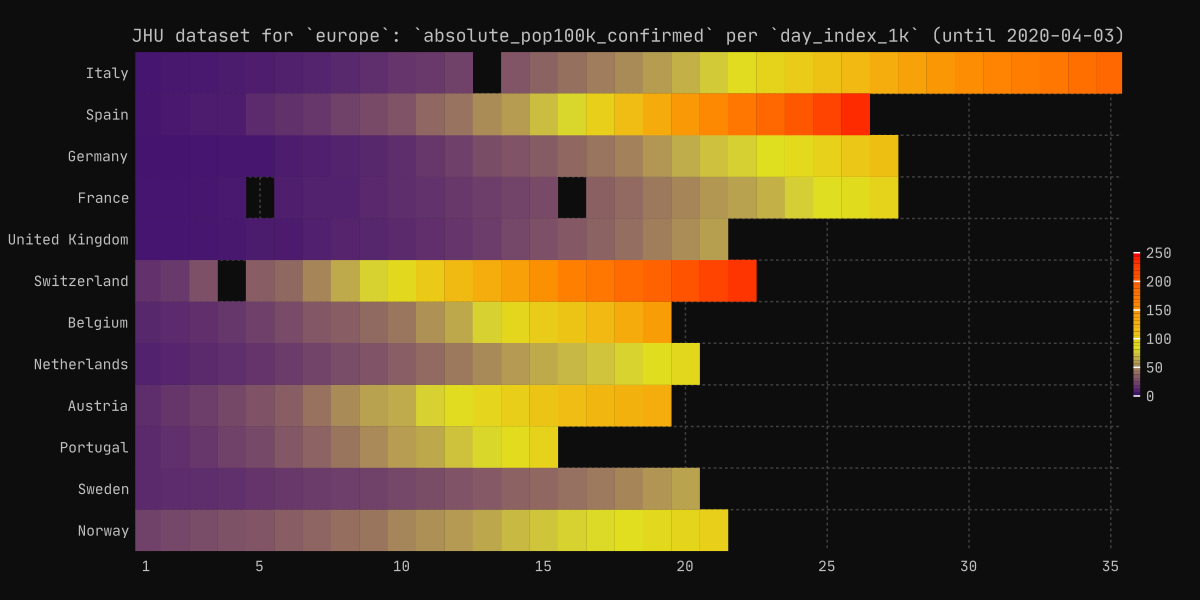 JHU dataset for `europe`: `absolute_pop100k_confirmed` per `day_index_1k` (until 2020-04-03)
Italy
Spain
Germany
France
United Kingdom
Switzerland
Belgium
Netherlands
Austria
Portugal
Sweden
Norway
1 5 10 15 20 25 30 35
250
200
150
100
50
0